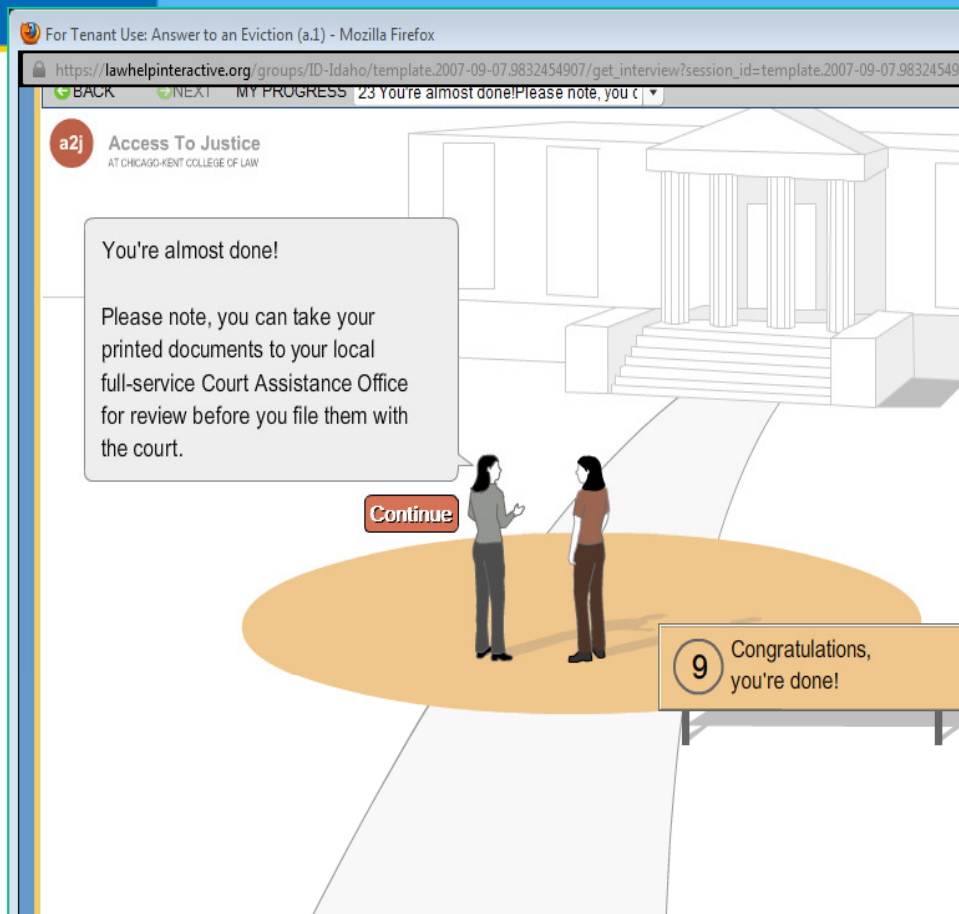 For Tenant Use: Answer to an Eviction (a.1) - Mozilla Firefox
https://lawhelpinteractive.org/groups/ID-Idaho/template.2007-09-07.9832454907/get_interview?session_id=template.2007-09-07.98324549
BACK NEXT MY PROGRESS 23 You're almost done!Please note, you c
a2j Access To Justice
AT CHICAGO-KENT COLLEGE OF LAW
You're almost done!
Please note, you can take your
printed documents to your local
full-service Court Assistance Office
for review before you file them with
the court.
Continue
9 Congratulations,
you're done!